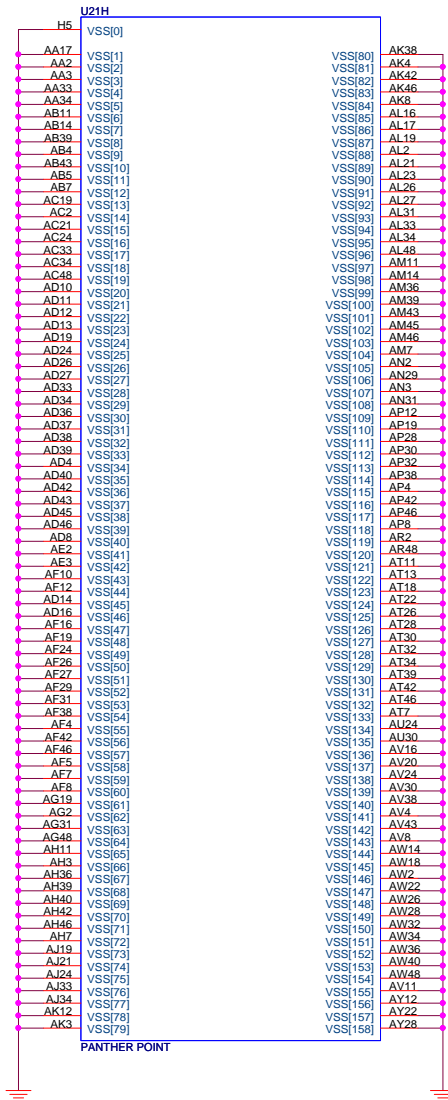 U21H
H5 VSS[0]
AA17 VSS[1] VSS[80] AK38
AA2 VSS[2] VSS[81] AK4
AA3 VSS[3] VSS[82] AK42
AA33 VSS[4] VSS[83] AK46
AA34 VSS[5] VSS[84] AK8
AB11 VSS[6] VSS[85] AL16
AB14 VSS[7] VSS[86] AL17
AB39 VSS[8] VSS[87] AL19
AB4 VSS[9] VSS[88] AL2
AB43 VSS[10] VSS[89] AL21
AB5 VSS[11] VSS[90] AL23
AB7 VSS[12] VSS[91] AL26
AC19 VSS[13] VSS[92] AL27
AC2 VSS[14] VSS[93] AL31
AC21 VSS[15] VSS[94] AL33
AC24 VSS[16] VSS[95] AL34
AC33 VSS[17] VSS[96] AL48
AC34 VSS[18] VSS[97] AM11
AC48 VSS[19] VSS[98] AM14
AD10 VSS[20] VSS[99] AM36
AD11 VSS[21] VSS[100] AM39
AD12 VSS[22] VSS[101] AM43
AD13 VSS[23] VSS[102] AM45
AD19 VSS[24] VSS[103] AM46
AD24 VSS[25] VSS[104] AM7
AD26 VSS[26] VSS[105] AN2
AD27 VSS[27] VSS[106] AN29
AD33 VSS[28] VSS[107] AN3
AD34 VSS[29] VSS[108] AN31
AD36 VSS[30] VSS[109] AP12
AD37 VSS[31] VSS[110] AP19
AD38 VSS[32] VSS[111] AP28
AD39 VSS[33] VSS[112] AP30
AD4 VSS[34] VSS[113] AP32
AD40 VSS[35] VSS[114] AP38
AD42 VSS[36] VSS[115] AP4
AD43 VSS[37] VSS[116] AP42
AD45 VSS[38] VSS[117] AP46
AD46 VSS[39] VSS[118] AP8
AD8 VSS[40] VSS[119] AR2
AE2 VSS[41] VSS[120] AR48
AE3 VSS[42] VSS[121] AT11
AF10 VSS[43] VSS[122] AT13
AF12 VSS[44] VSS[123] AT18
AD14 VSS[45] VSS[124] AT22
AD16 VSS[46] VSS[125] AT26
AF16 VSS[47] VSS[126] AT28
AF19 VSS[48] VSS[127] AT30
AF24 VSS[49] VSS[128] AT32
AF26 VSS[50] VSS[129] AT34
AF27 VSS[51] VSS[130] AT39
AF29 VSS[52] VSS[131] AT42
AF31 VSS[53] VSS[132] AT46
AF38 VSS[54] VSS[133] AT7
AF4 VSS[55] VSS[134] AU24
AF42 VSS[56] VSS[135] AU30
AF46 VSS[57] VSS[136] AV16
AF5 VSS[58] VSS[137] AV20
AF7 VSS[59] VSS[138] AV24
AF8 VSS[60] VSS[139] AV30
AG19 VSS[61] VSS[140] AV38
AG2 VSS[62] VSS[141] AV4
AG31 VSS[63] VSS[142] AV43
AG48 VSS[64] VSS[143] AV8
AH11 VSS[65] VSS[144] AW14
AH3 VSS[66] VSS[145] AW18
AH36 VSS[67] VSS[146] AW2
AH39 VSS[68] VSS[147] AW22
AH40 VSS[69] VSS[148] AW26
AH42 VSS[70] VSS[149] AW28
AH46 VSS[71] VSS[150] AW32
AH7 VSS[72] VSS[151] AW34
AJ19 VSS[73] VSS[152] AW36
AJ21 VSS[74] VSS[153] AW40
AJ24 VSS[75] VSS[154] AW48
AJ33 VSS[76] VSS[155] AV11
AJ34 VSS[77] VSS[156] AY12
AK12 VSS[78] VSS[157] AY22
AK3 VSS[79] VSS[158] AY28
PANTHER POINT